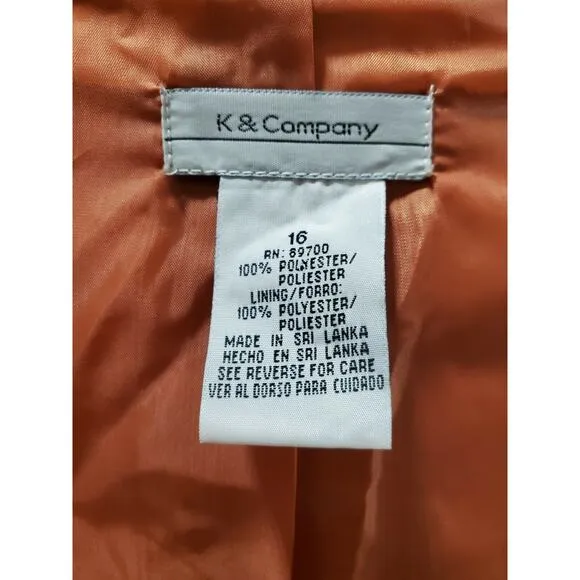 K & Company
16
RN: 89700
100% POLYESTER/
POLIESTER
LINING/FORRO:
100% POLYESTER/
POLIESTER
MADE IN SRI LANKA
HECHO EN SRI LANKA
SEE REVERSE FOR CARE
VER AL DORSO PARA CUIDADO